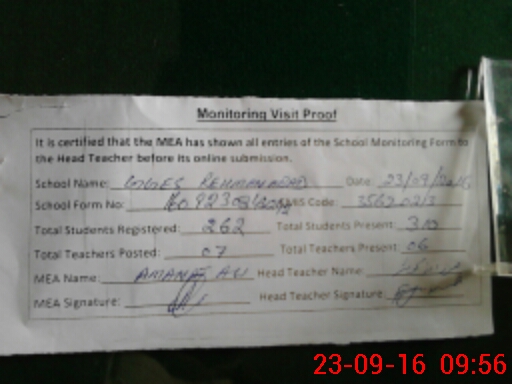 Monitoring Visit Proof
It is certified that the MEA has shown all entries of the School Monitoring Form to
the Head Teacher before its online submission.
School Name: GGES REHMANABAD Date: 23/09/2016
School Form No: Code:
Total Students Registered: 262 Total Students Present: 310
Total Teachers Posted: 07 Total Teachers Present 06
MEA Name: AMANAT ALI Head Teacher Name:
MEA Signature: Head Teacher Signature:
23-09-16 09:56